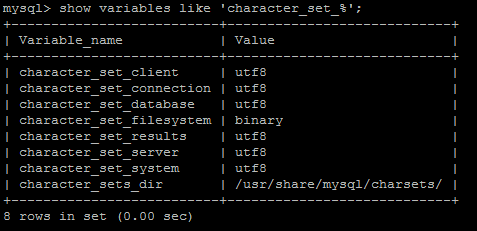 mysql> show variables like 'character_set_%';
+--------------------------+----------------------------+
| Variable_name            | Value                      |
+--------------------------+----------------------------+
| character_set_client     | utf8                       |
| character_set_connection | utf8                       |
| character_set_database   | utf8                       |
| character_set_filesystem | binary                     |
| character_set_results    | utf8                       |
| character_set_server     | utf8                       |
| character_set_system     | utf8                       |
| character_sets_dir       | /usr/share/mysql/charsets/ |
+--------------------------+----------------------------+
8 rows in set (0.00 sec)